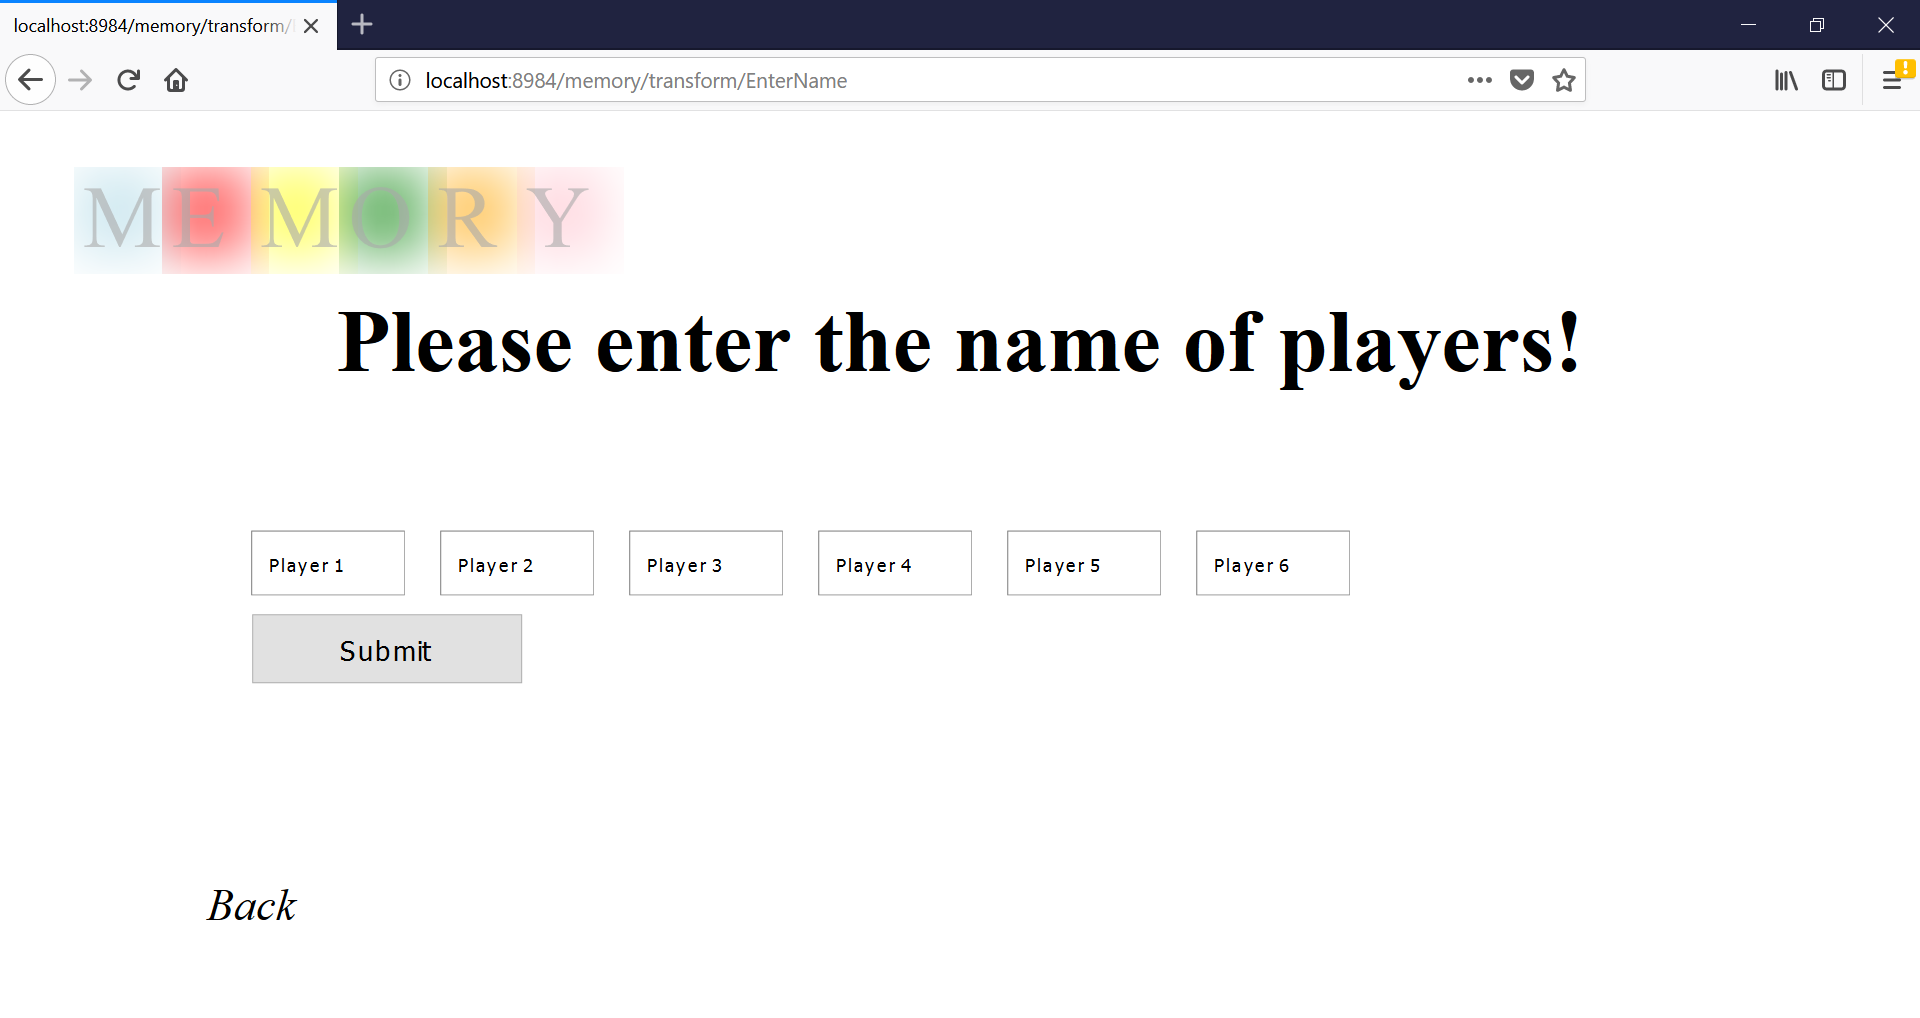 localhost:8984/memory/transform/
localhost:8984/memory/transform/EnterName
MEMORY
Please enter the name of players!
Player 1 Player 2 Player 3 Player 4 Player 5 Player 6
Submit
Back